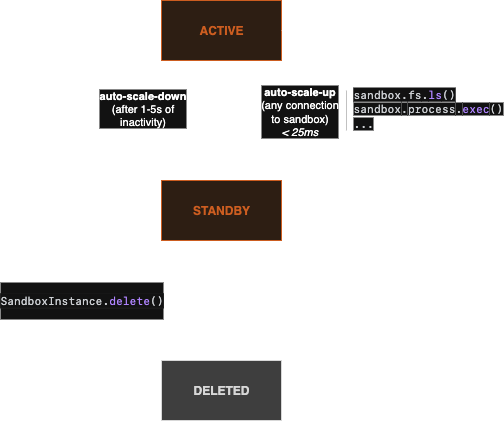 ACTIVE
auto-scale-down
(after 1-5s of
inactivity)
auto-scale-up
(any connection
to sandbox)
< 25ms
sandbox.fs.ls()
sandbox.process.exec()
...
STANDBY
SandboxInstance.delete()
DELETED